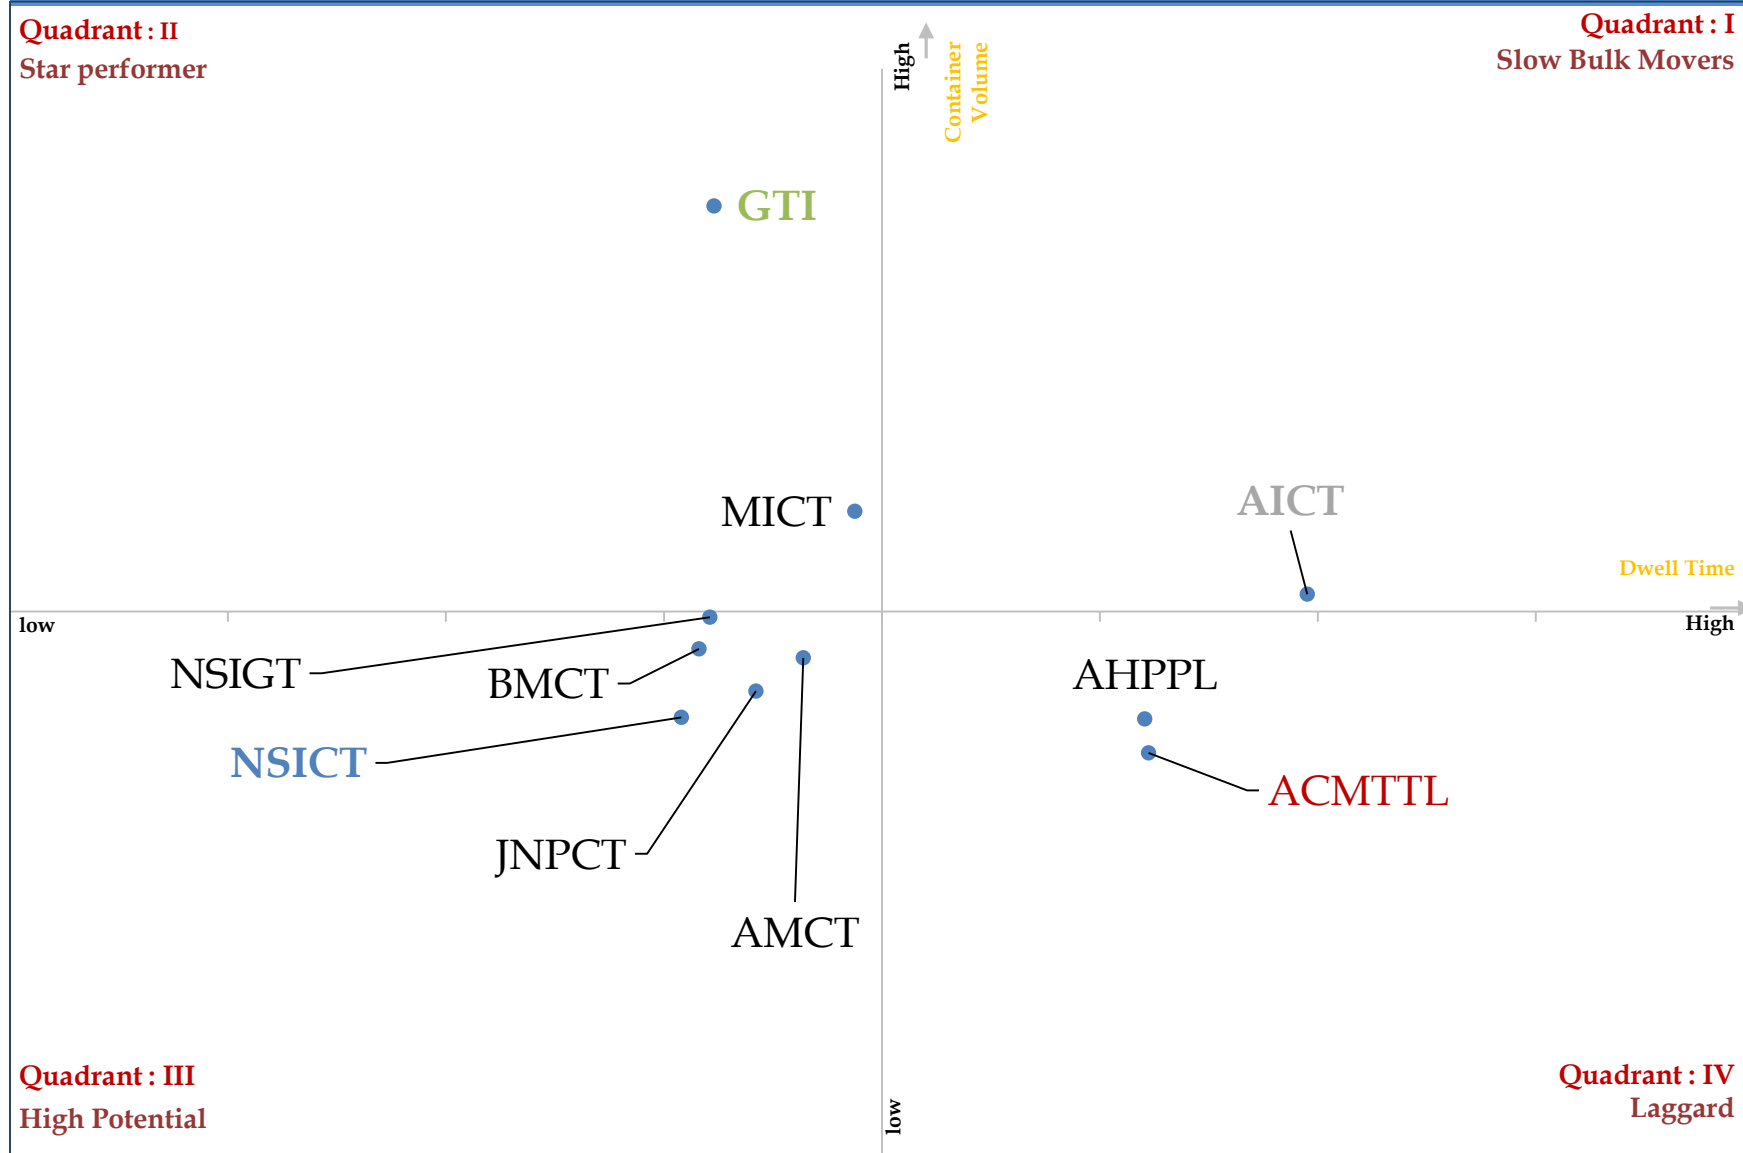 Quadrant : II
Star performer
Quadrant : I
Slow Bulk Movers
High
Container
Volume
GTI
MICT
AICT
Dwell Time
low
High
NSIGT
BMCT
AHPPL
NSICT
ACMTTL
JNPCT
AMCT
Quadrant : III
High Potential
low
Quadrant : IV
Laggard